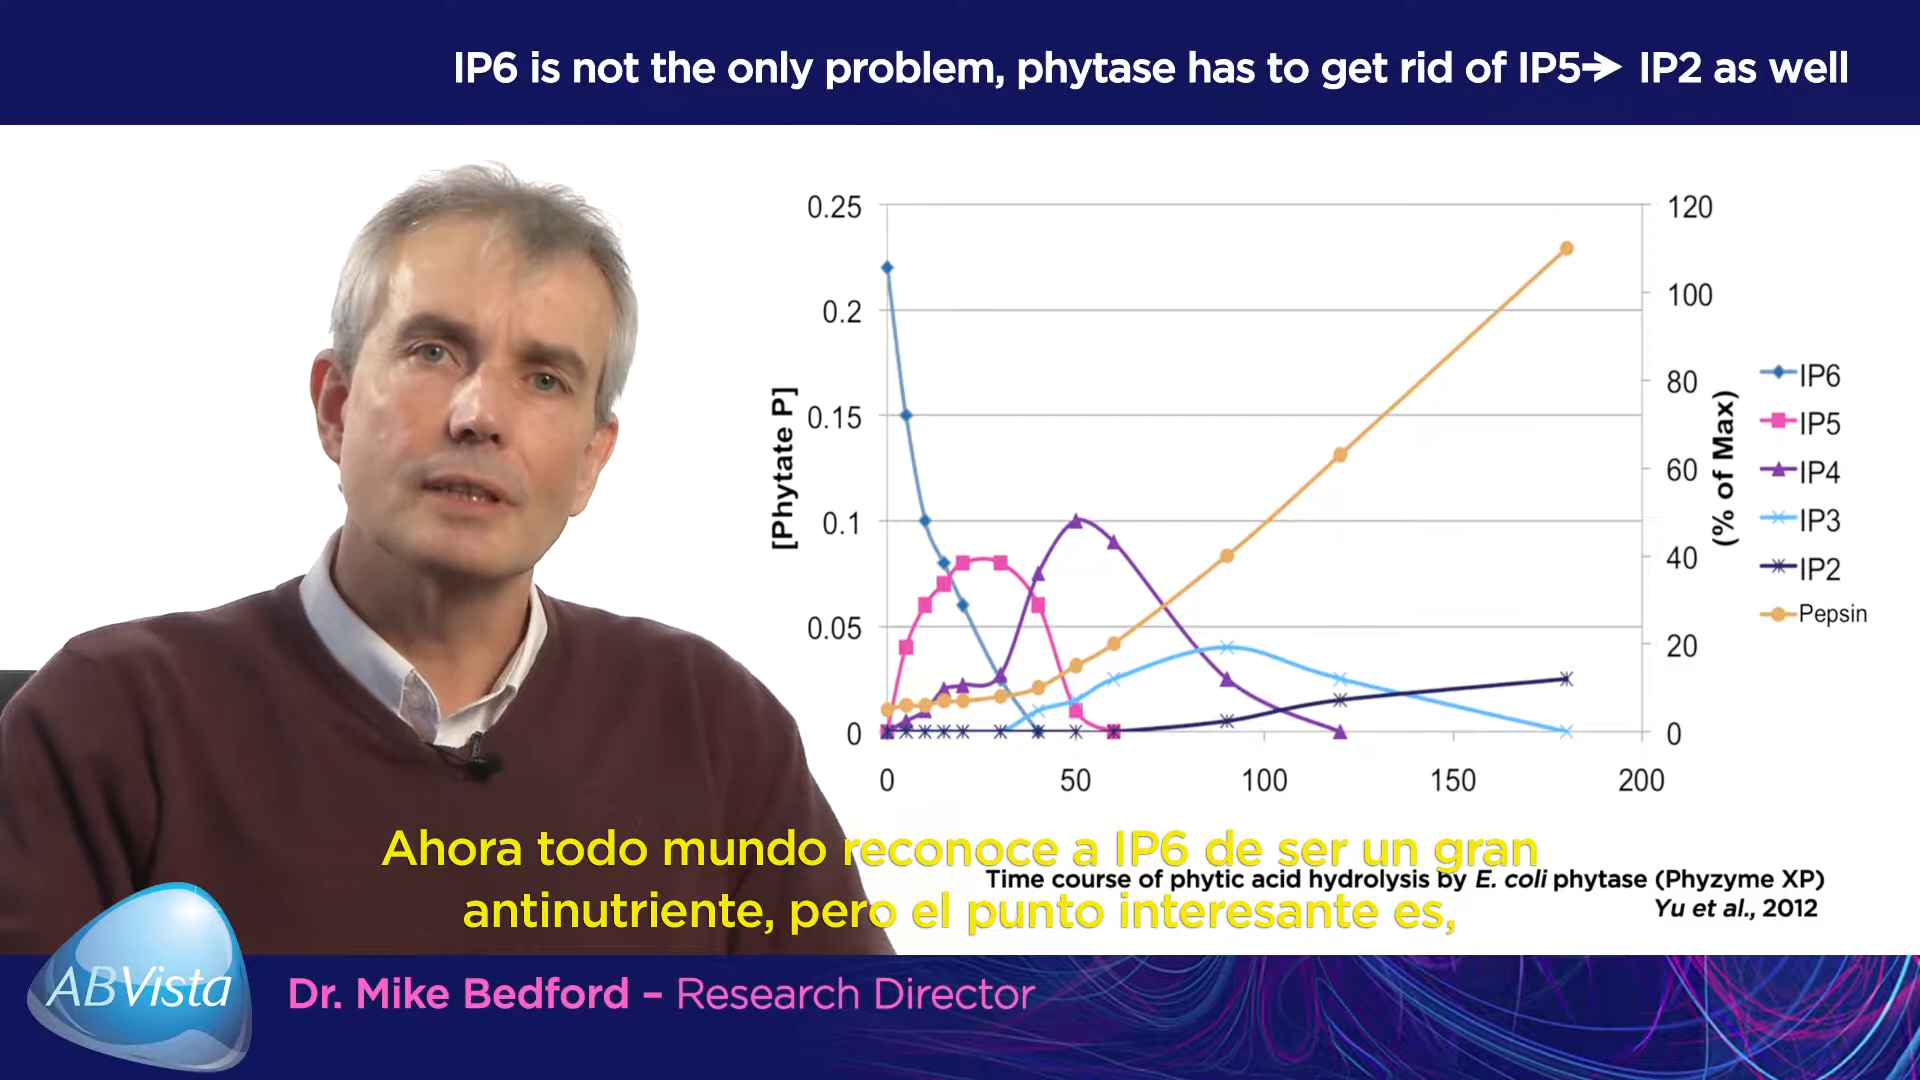 IP6 is not the only problem, phytase has to get rid of IP5➔ IP2 as well
0.25
0.2
0.15
0.1
0.05
0
[Phytate P]
120
100
80
60
40
20
0
(% of Max)
0 50 100 150 200
IP6
IP5
IP4
IP3
IP2
Pepsin
Ahora todo mundo reconoce a IP6 de ser un gran
Time course of phytic acid hydrolysis by E. coli phytase (Phyzyme XP)
antinutriente, pero el punto interesante es,
Yu et al., 2012
ABVista
Dr. Mike Bedford – Research Director